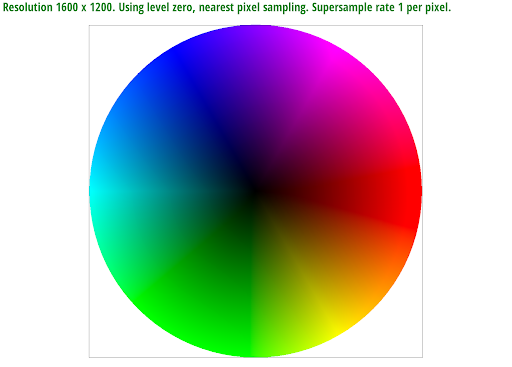 Resolution 1600 x 1200. Using level zero, nearest pixel sampling. Supersample rate 1 per pixel.